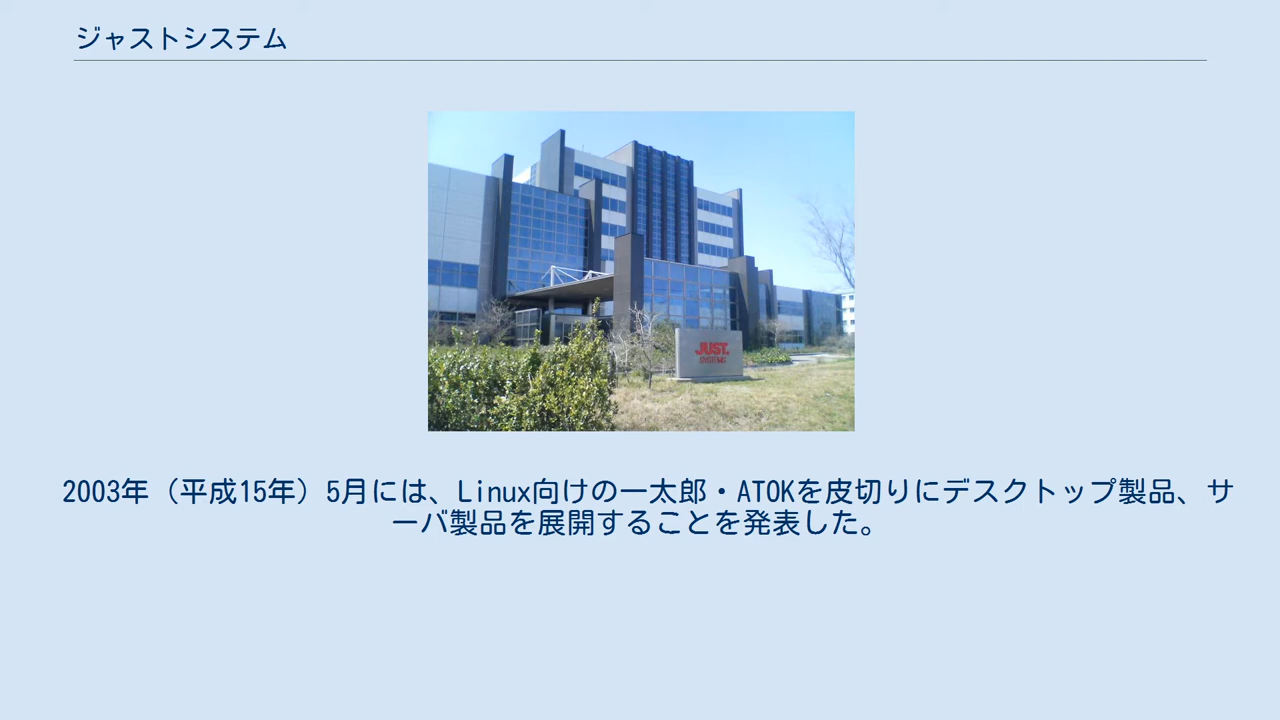 ジャストシステム
JUST.
SYSTEMS
2003年（平成15年）5月には、Linux向けの一太郎・ATOKを皮切りにデスクトップ製品、サ
ーバ製品を展開することを発表した。